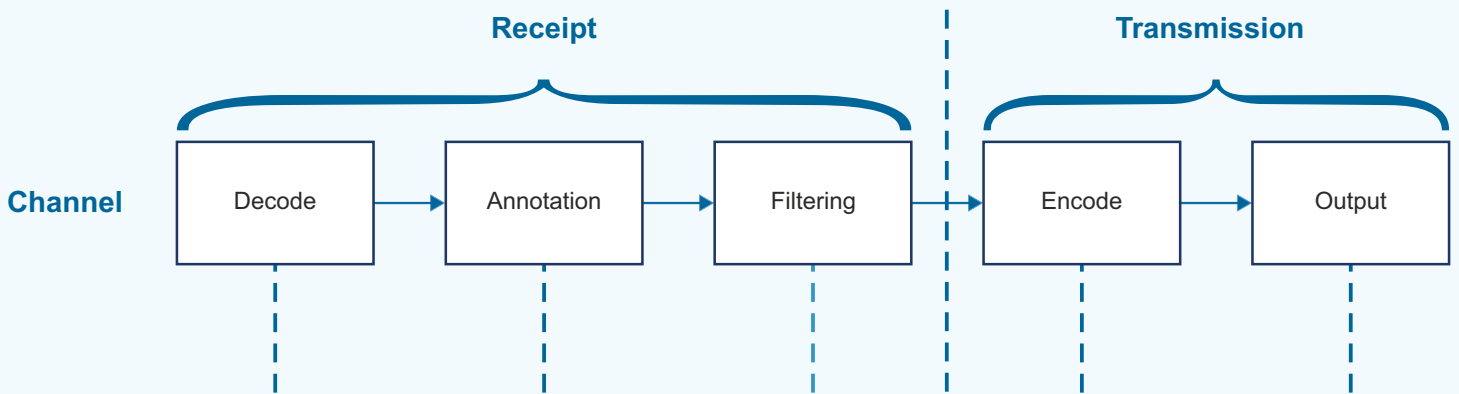 Receipt
Transmission
Channel
Decode
Annotation
Filtering
Encode
Output